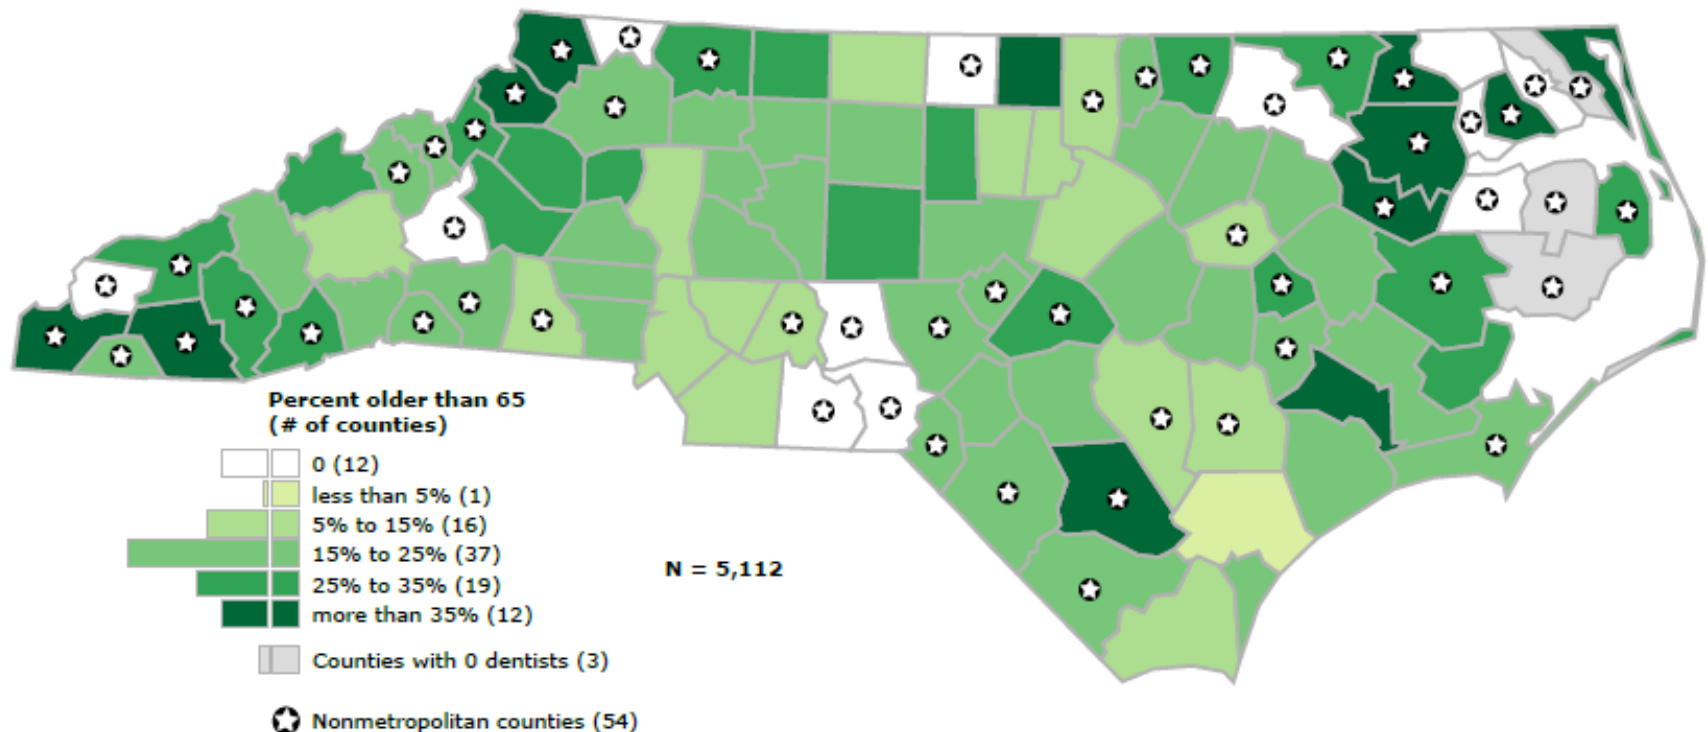 Percent older than 65
(# of counties)
0 (12)
less than 5% (1)
5% to 15% (16)
15% to 25% (37)
25% to 35% (19)
more than 35% (12)
N = 5,112
Counties with 0 dentists (3)
Nonmetropolitan counties (54)